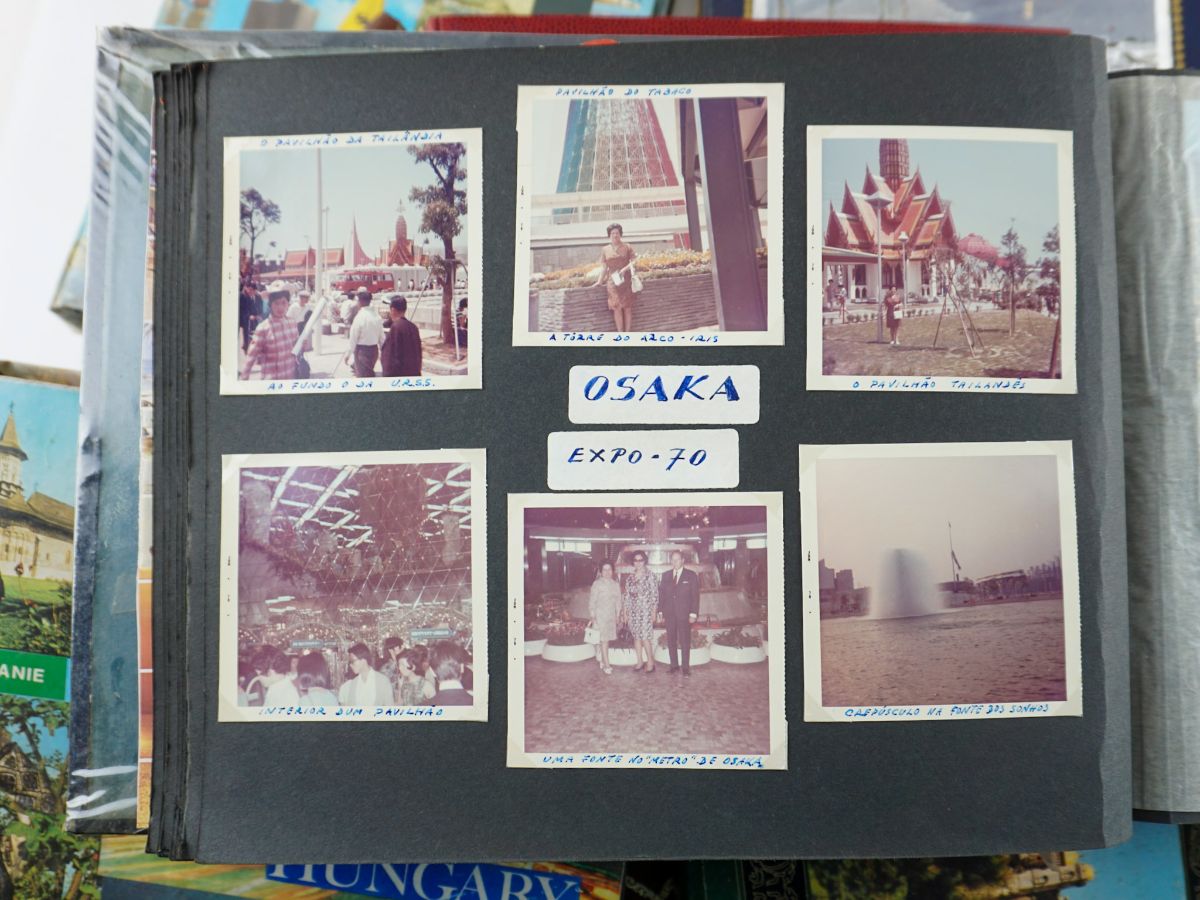 O PAVILHÃO DA TAILÂNDIA
AO FUNDO O DA U.R.S.S.
PAVILHÃO DO TABACO
A TÔRRE DO ARCO-IRIS
O PAVILHÃO TAILANDÊS
OSAKA
EXPO-70
INTERIOR DUM PAVILHÃO
UMA FONTE NO "METRO" DE OSAKA
CREPÚSCULO NA FONTE DOS SONHOS
ANIE
HUNGARY